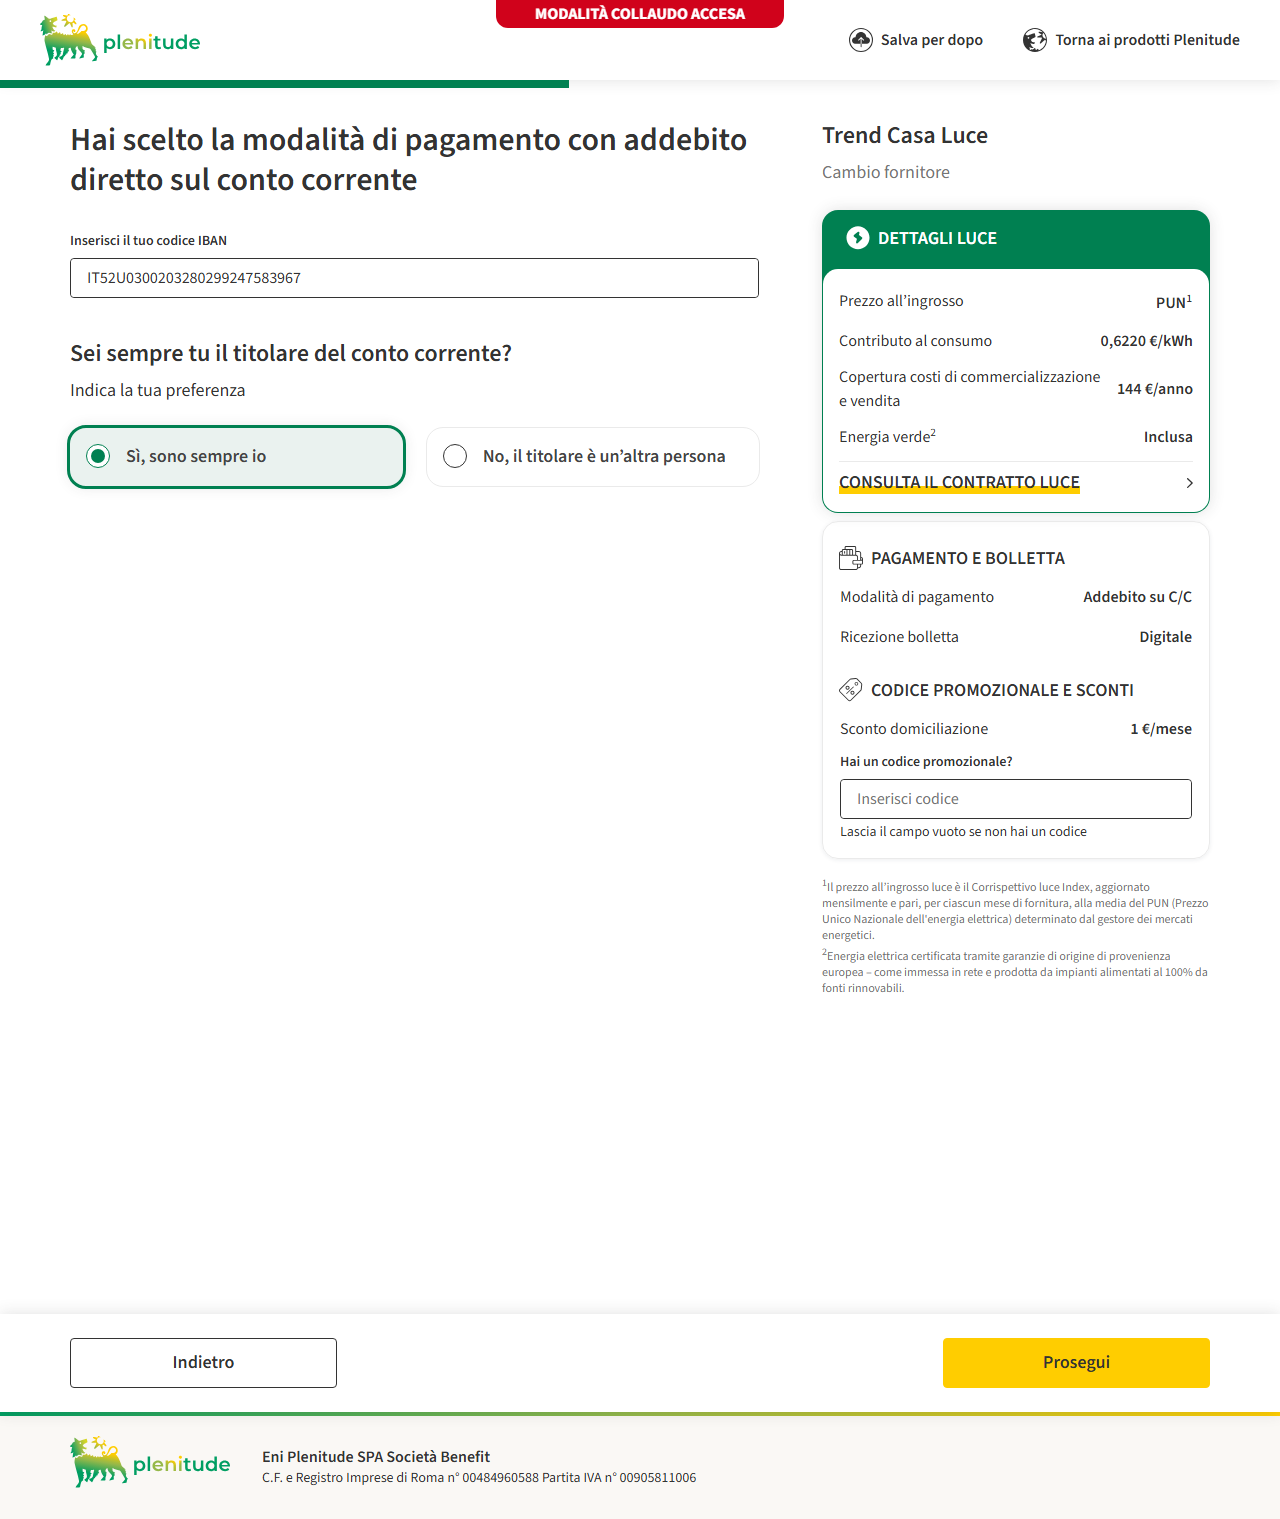 MODALITÀ COLLAUDO ACCESA
plenitude
Salva per dopo
Torna ai prodotti Plenitude
Hai scelto la modalità di pagamento con addebito
diretto sul conto corrente
Inserisci il tuo codice IBAN
IT52U0300203280299247583967
Sei sempre tu il titolare del conto corrente?
Indica la tua preferenza
Sì, sono sempre io
No, il titolare è un’altra persona
Trend Casa Luce
Cambio fornitore
DETTAGLI LUCE
Prezzo all’ingrosso PUN¹
Contributo al consumo 0,6220 €/kWh
Copertura costi di commercializzazione
e vendita 144 €/anno
Energia verde² Inclusa
CONSULTA IL CONTRATTO LUCE
PAGAMENTO E BOLLETTA
Modalità di pagamento Addebito su C/C
Ricezione bolletta Digitale
CODICE PROMOZIONALE E SCONTI
Sconto domiciliazione 1 €/mese
Hai un codice promozionale?
Inserisci codice
Lascia il campo vuoto se non hai un codice
¹Il prezzo all’ingrosso luce è il Corrispettivo luce Index, aggiornato
mensilmente e pari, per ciascun mese di fornitura, alla media del PUN (Prezzo
Unico Nazionale dell'energia elettrica) determinato dal gestore dei mercati
energetici.
²Energia elettrica certificata tramite garanzie di origine di provenienza
europea – come immessa in rete e prodotta da impianti alimentati al 100% da
fonti rinnovabili.
Indietro
Prosegui
plenitude
Eni Plenitude SPA Società Benefit
C.F. e Registro Imprese di Roma n° 00484960588 Partita IVA n° 00905811006